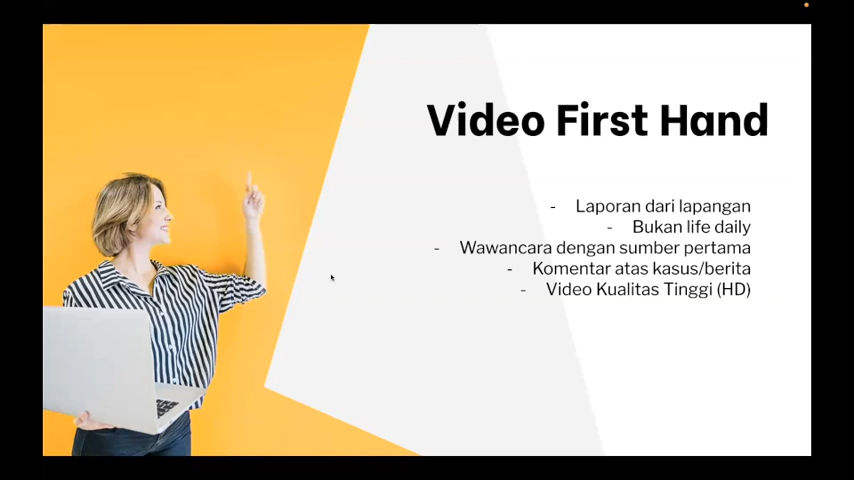 Video First Hand
- Laporan dari lapangan
- Bukan life daily
- Wawancara dengan sumber pertama
- Komentar atas kasus/berita
- Video Kualitas Tinggi (HD)